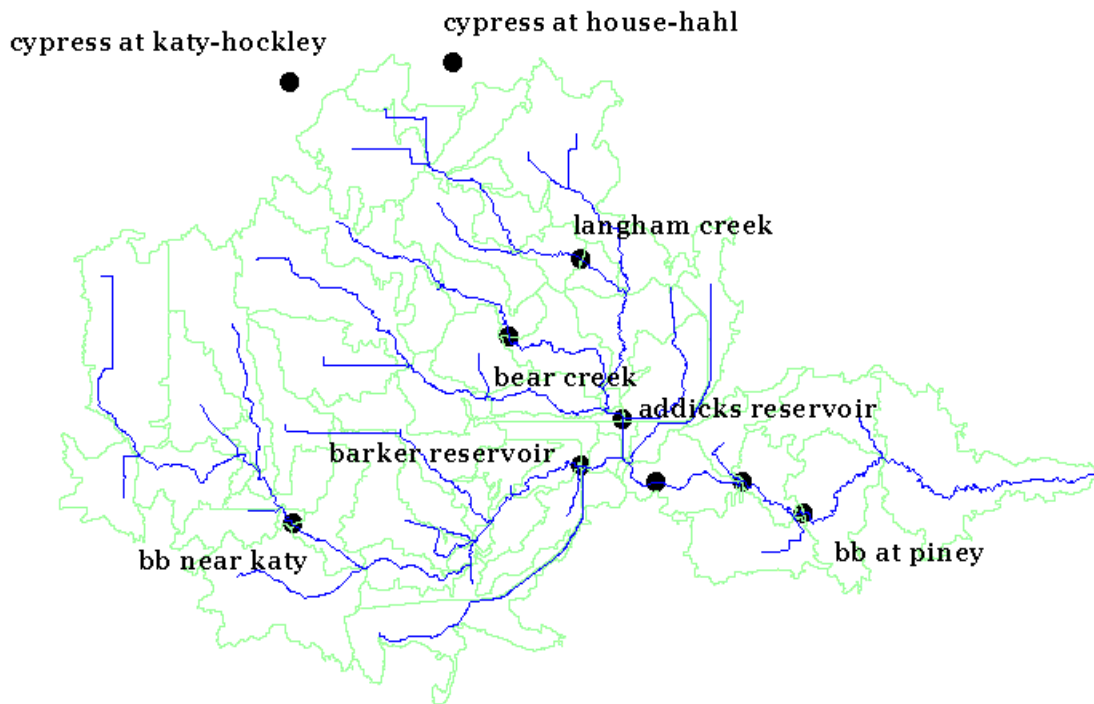 cypress at house-hahl
cypress at katy-hockley
langham creek
bear creek
addicks reservoir
barker reservoir
bb near katy
bb at piney